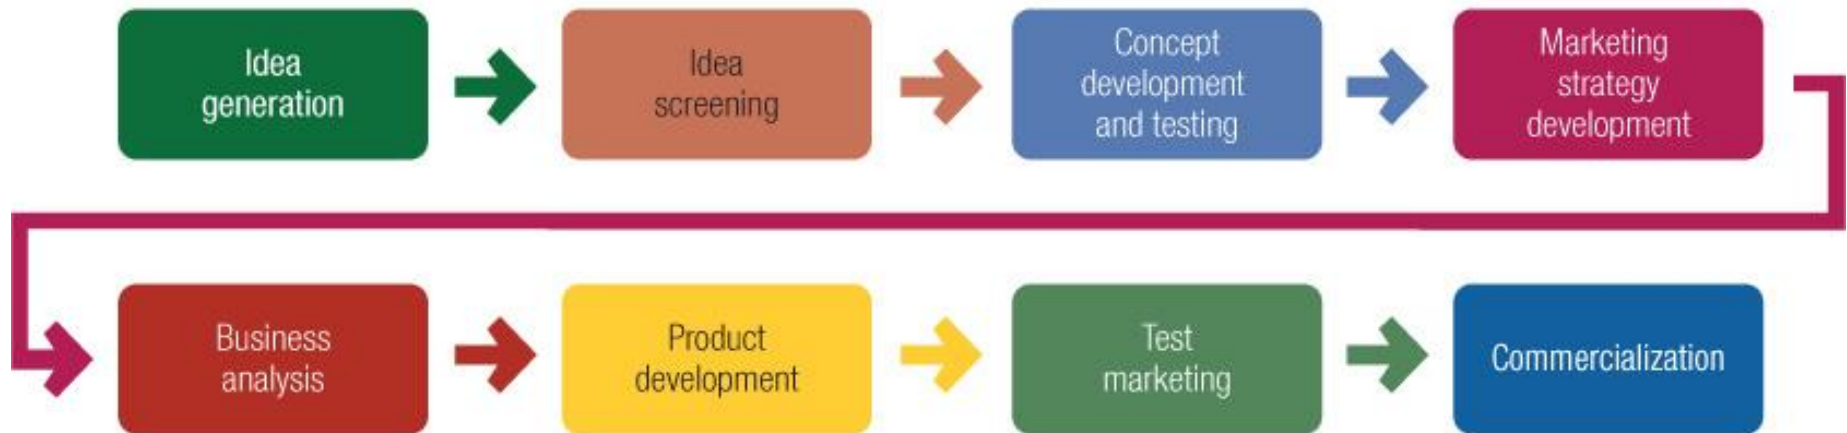 Idea
generation
Idea
screening
Concept
development
and testing
Marketing
strategy
development
Business
analysis
Product
development
Test
marketing
Commercialization